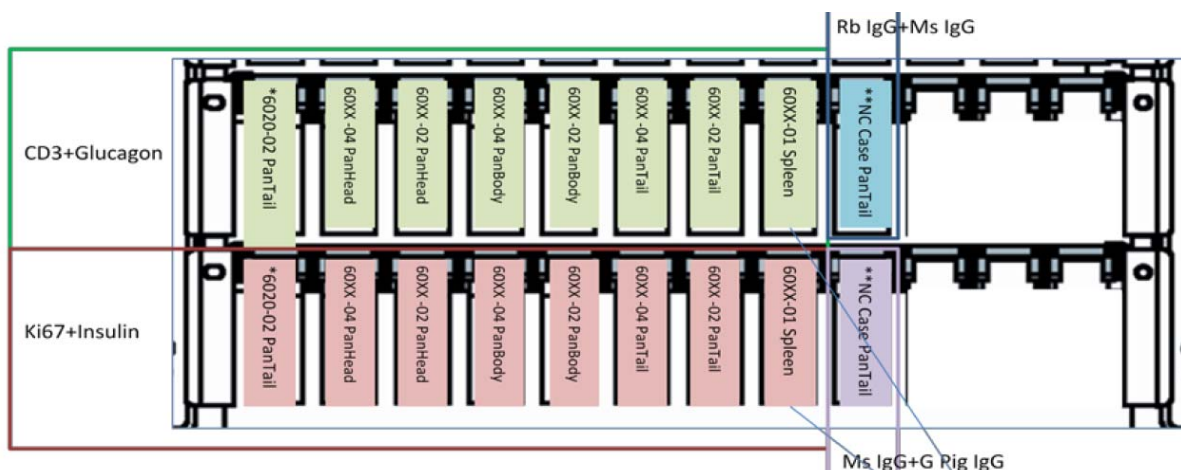 Rb IgG+Ms IgG
CD3+Glucagon
*6020-02 PanTail
60XX -04 PanHead
60XX -02 PanHead
60XX -04 PanBody
60XX -02 PanBody
60XX -04 PanTail
60XX -02 PanTail
60XX-01 Spleen
**NC Case PanTail
Ki67+Insulin
*6020-02 PanTail
60XX -04 PanHead
60XX -02 PanHead
60XX -04 PanBody
60XX -02 PanBody
60XX -04 PanTail
60XX -02 PanTail
60XX-01 Spleen
**NC Case PanTail
Ms IgG+G Pig IgG